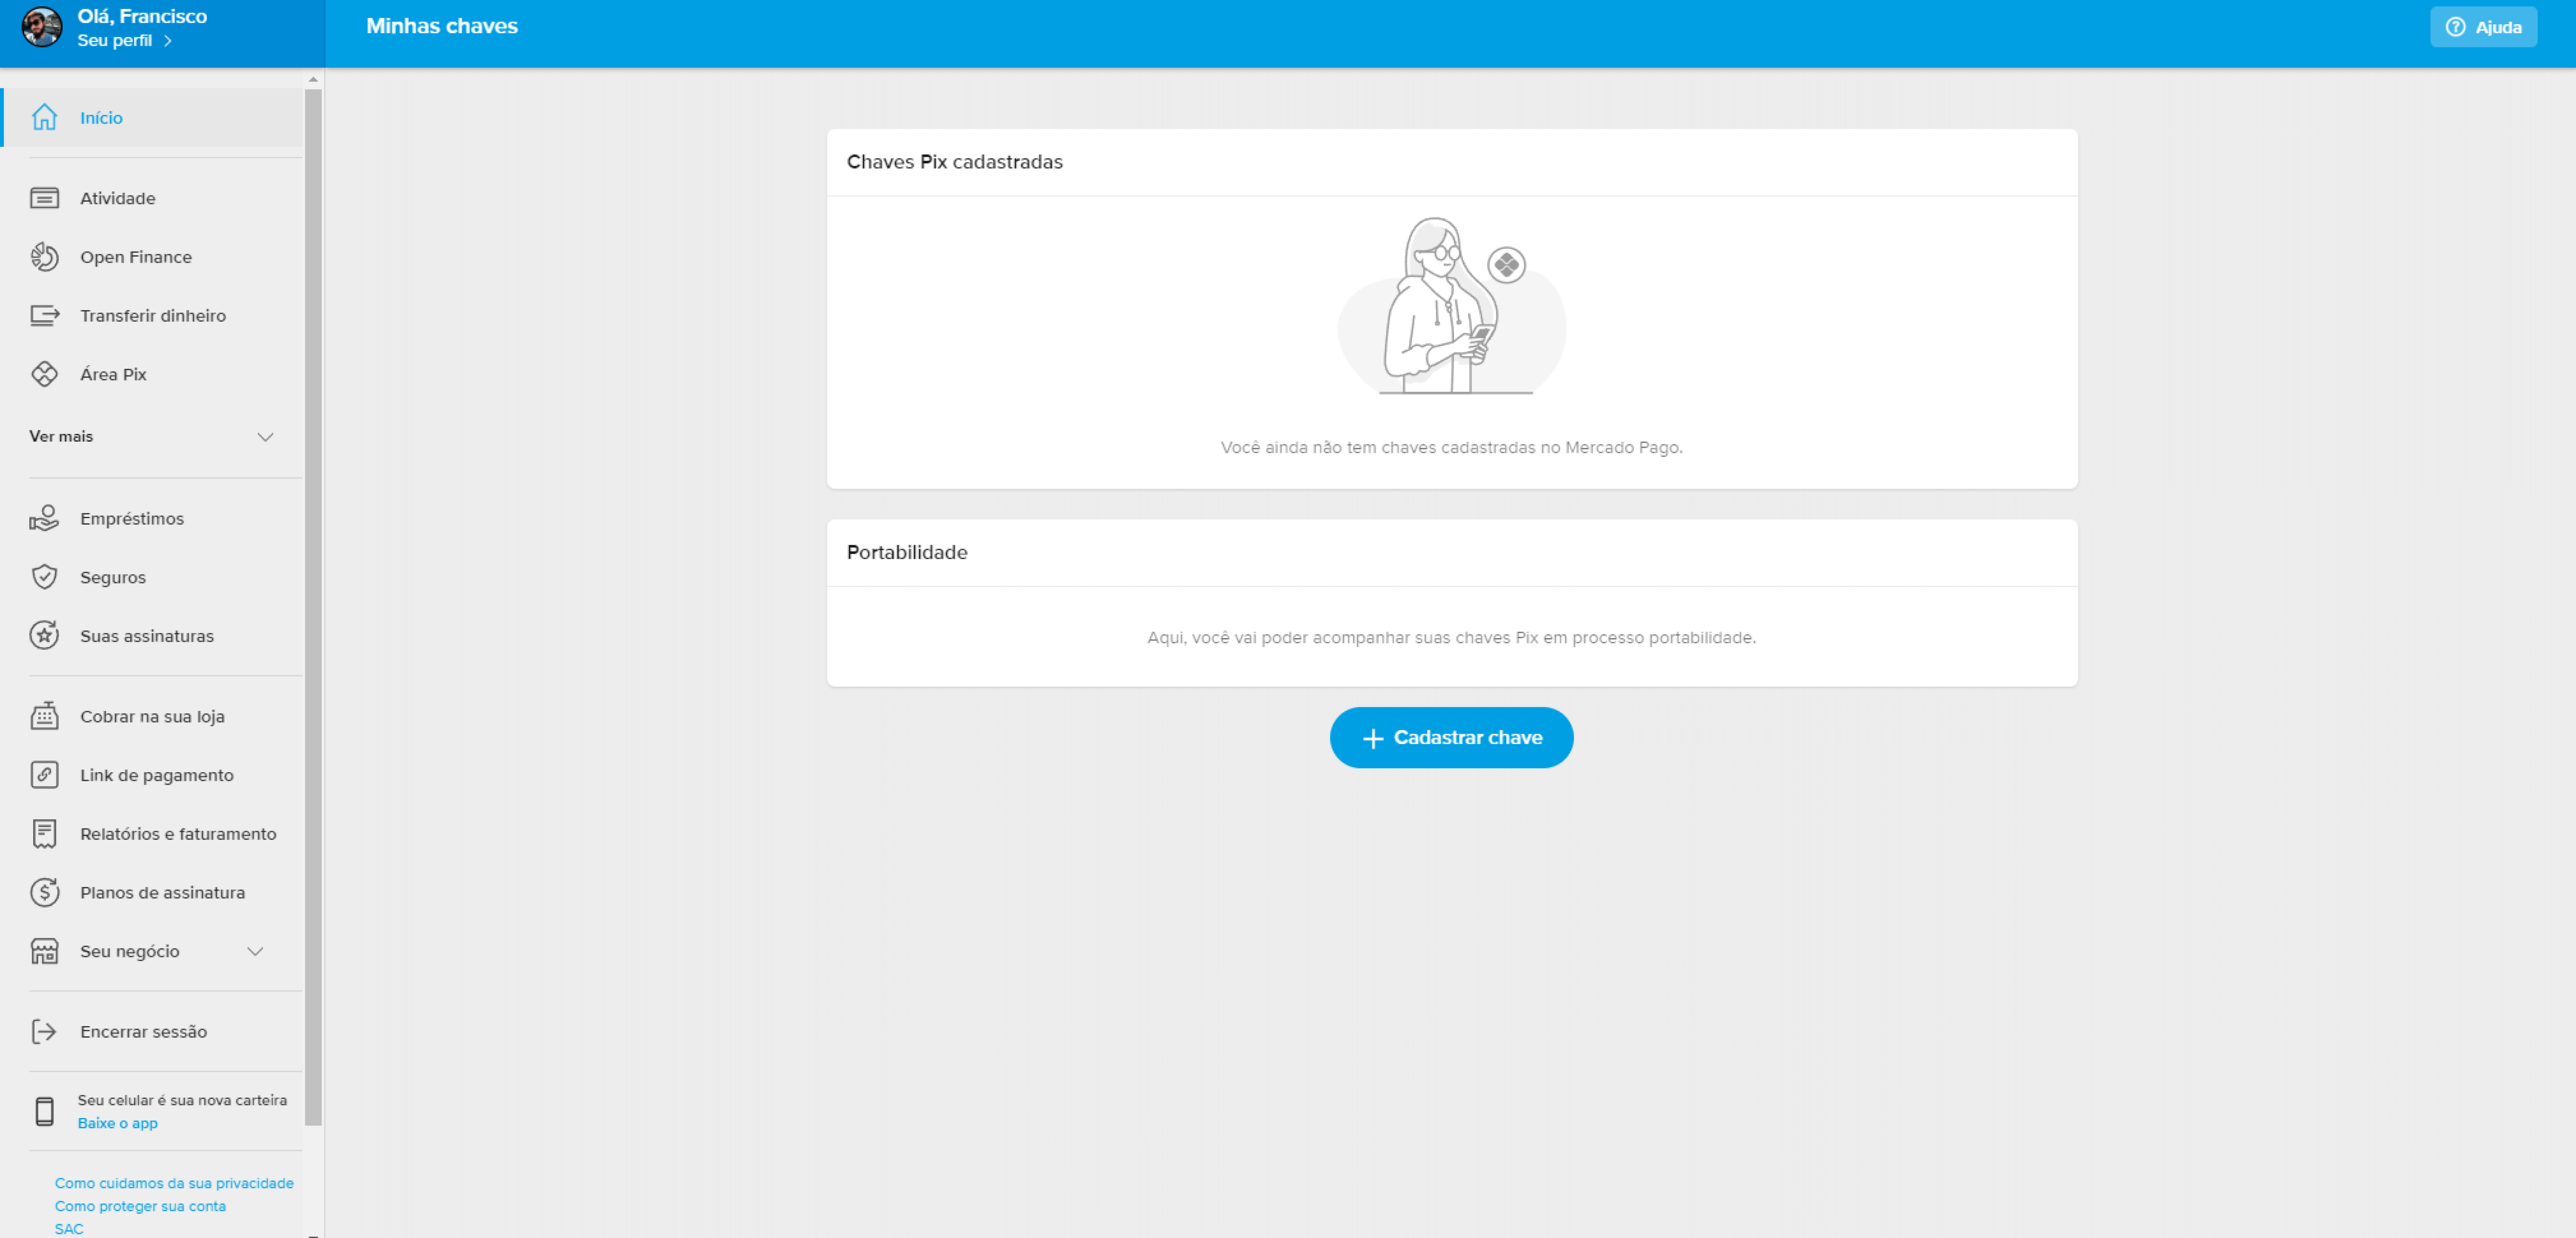 Olá, Francisco
Seu perfil
Minhas chaves
Ajuda
Início
Atividade
Open Finance
Transferir dinheiro
Área Pix
Ver mais
Empréstimos
Seguros
Suas assinaturas
Cobrar na sua loja
Link de pagamento
Relatórios e faturamento
Planos de assinatura
Seu negócio
Encerrar sessão
Seu celular é sua nova carteira
Baixe o app
Como cuidamos da sua privacidade
Como proteger sua conta
SAC
Chaves Pix cadastradas
Você ainda não tem chaves cadastradas no Mercado Pago.
Portabilidade
Aqui, você vai poder acompanhar suas chaves Pix em processo portabilidade.
Cadastrar chave